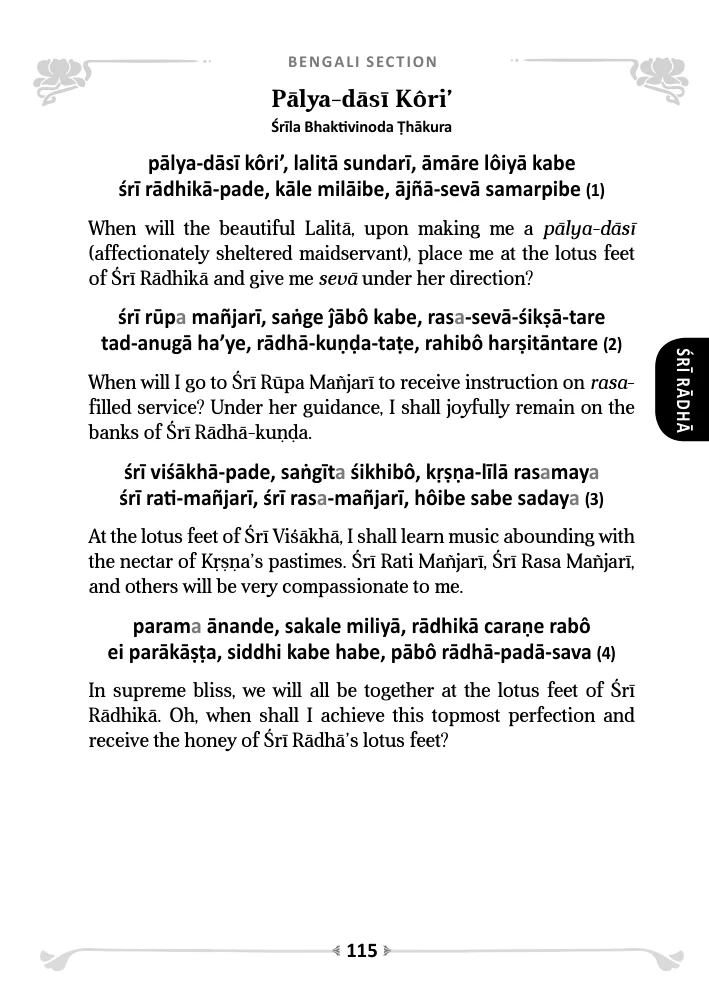 BENGALI SECTION
Pālya-dāsī Kôri’
Śrīla Bhaktivinoda Ṭhākura
pālya-dāsī kôri’, lalitā sundarī, āmāre lôiyā kabe
śrī rādhikā-pade, kāle milāibe, ājñā-sevā samarpibe (1)
When will the beautiful Lalitā, upon making me a pālya-dāsī
(affectionately sheltered maidservant), place me at the lotus feet
of Śrī Rādhikā and give me sevā under her direction?
śrī rūpa mañjarī, saṅge ĵābô kabe, rasa-sevā-śikṣā-tare
tad-anugā ha’ye, rādhā-kuṇḍa-taṭe, rahibô harṣitāntare (2)
When will I go to Śrī Rūpa Mañjarī to receive instruction on rasa-
filled service? Under her guidance, I shall joyfully remain on the
banks of Śrī Rādhā-kuṇḍa.
ŚRĪ RĀDHĀ
śrī viśākhā-pade, saṅgīta śikhibô, kṛṣṇa-līlā rasamaya
śrī rati-mañjarī, śrī rasa-mañjarī, hôibe sabe sadaya (3)
At the lotus feet of Śrī Viśākhā, I shall learn music abounding with
the nectar of Kṛṣṇa’s pastimes. Śrī Rati Mañjarī, Śrī Rasa Mañjarī,
and others will be very compassionate to me.
parama ānande, sakale miliyā, rādhikā caraṇe rabô
ei parākāṣṭa, siddhi kabe habe, pābô rādhā-padā-sava (4)
In supreme bliss, we will all be together at the lotus feet of Śrī
Rādhikā. Oh, when shall I achieve this topmost perfection and
receive the honey of Śrī Rādhā’s lotus feet?
115